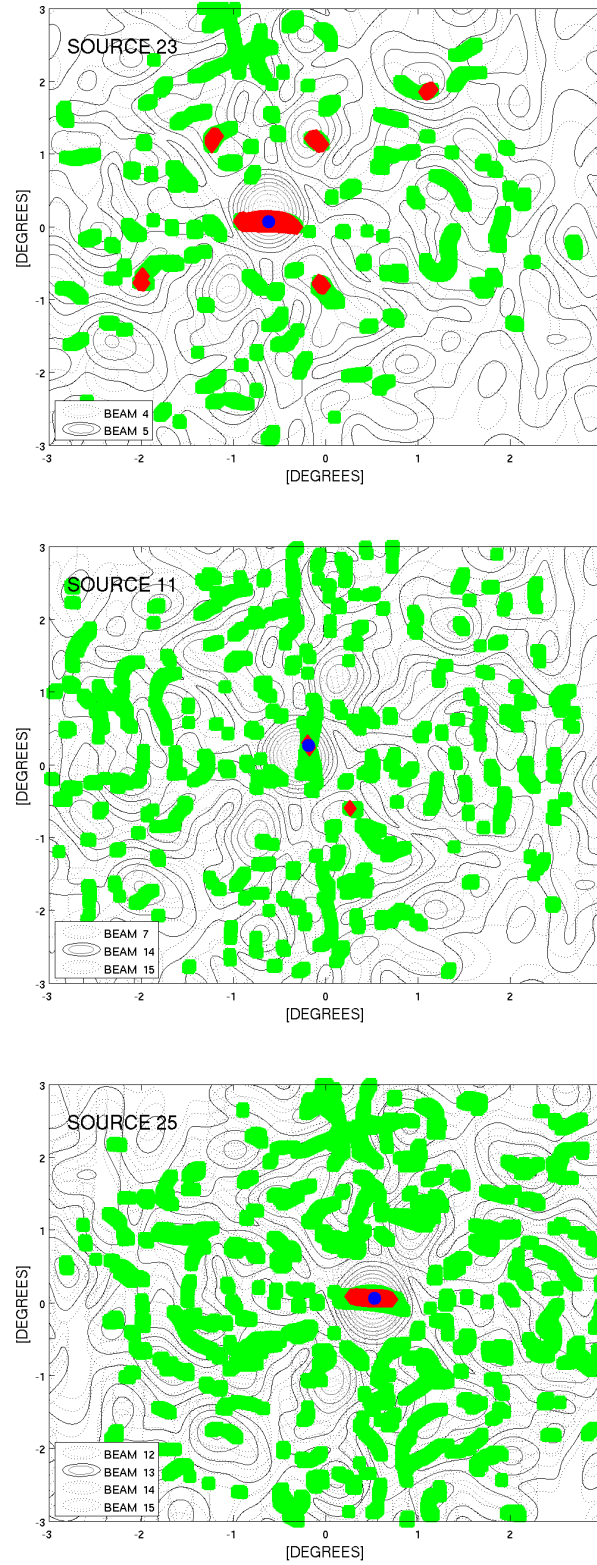 SOURCE 23
3
2
1
0
-1
-2
-3
[DEGREES]
BEAM 4
BEAM 5
-3 -2 -1 0 1 2
[DEGREES]
SOURCE 11
3
2
1
0
-1
-2
-3
[DEGREES]
BEAM 7
BEAM 14
BEAM 15
-3 -2 -1 0 1 2
[DEGREES]
SOURCE 25
3
2
1
0
-1
-2
-3
[DEGREES]
BEAM 12
BEAM 13
BEAM 14
BEAM 15
-3 -2 -1 0 1 2
[DEGREES]